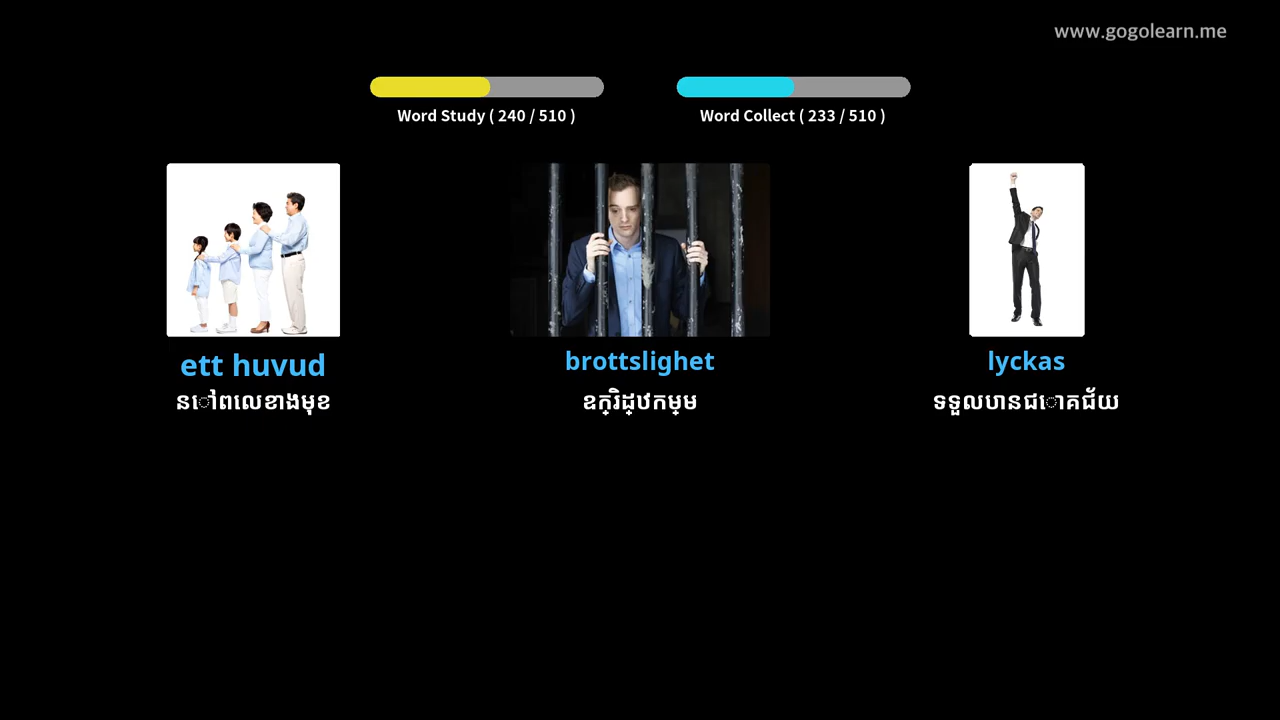 www.gogolearn.me
Word Study ( 240 / 510 )
Word Collect ( 233 / 510 )
ett huvud
brottslighet
lyckas
នៅពលេខាងមុខ
ឧក្រិដ្ឋកម្ម
ទទួលបានជោគជ័យ